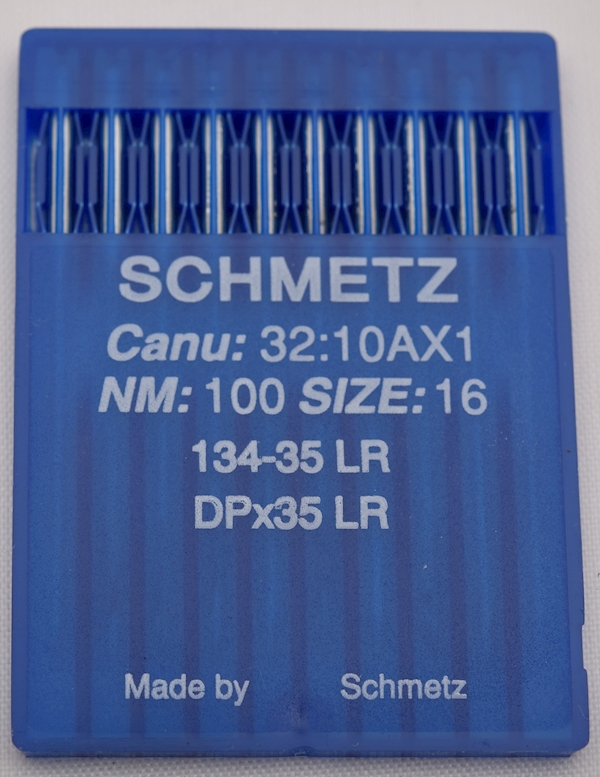 SCHMETZ
Canu: 32:10AX1
NM: 100 SIZE: 16
134-35 LR
DPx35 LR
Made by Schmetz